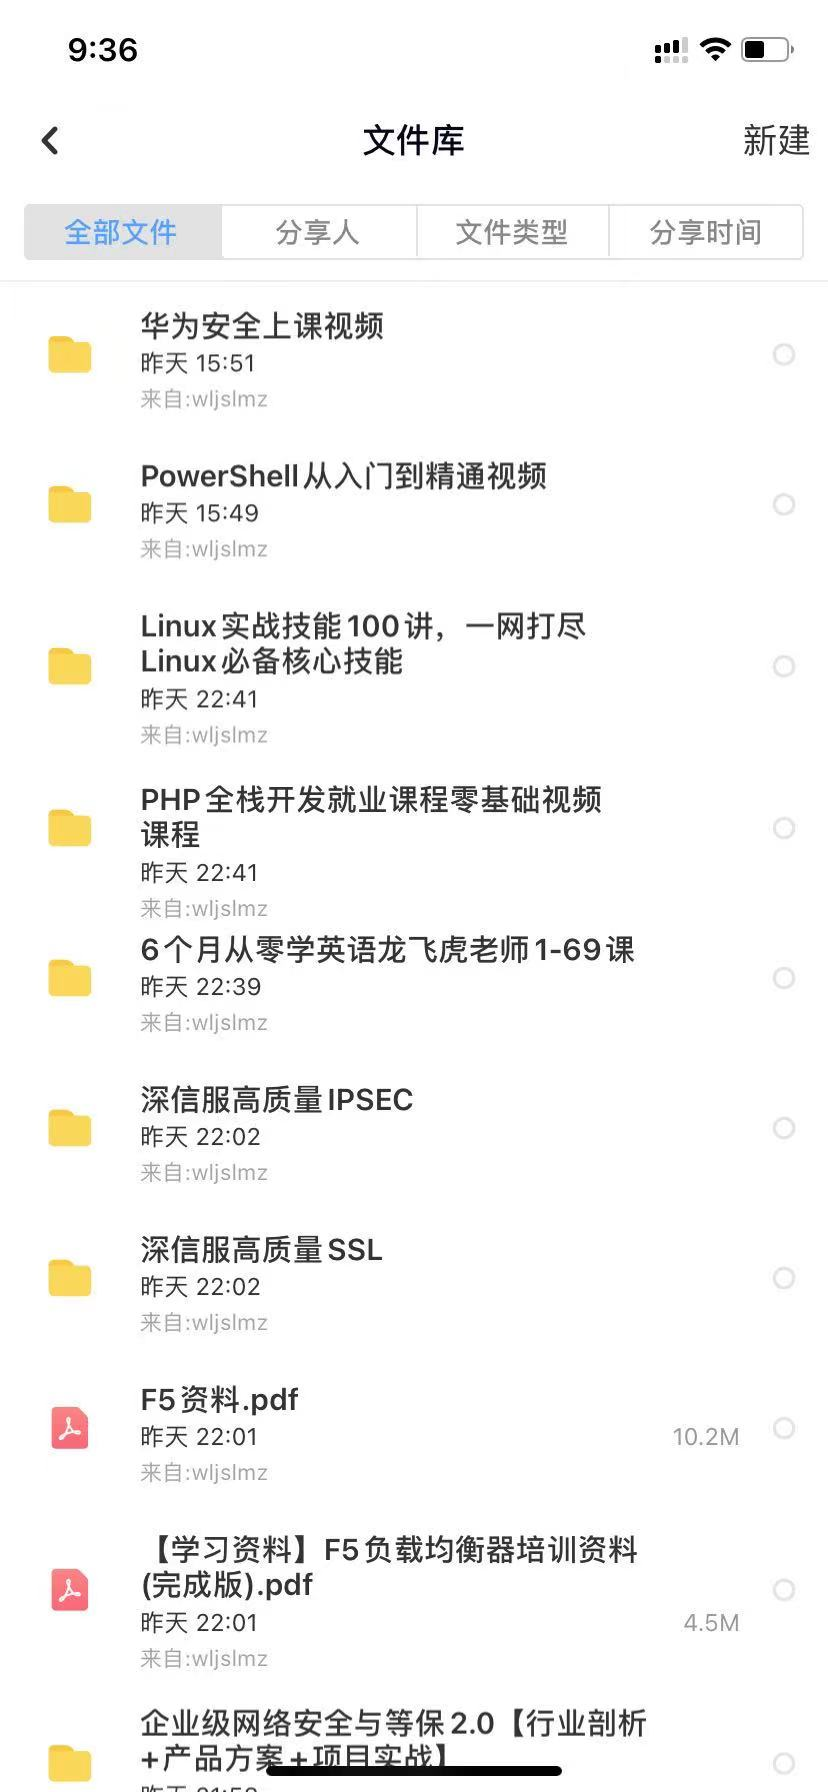 9:36
文件库
新建
全部文件
分享人
文件类型
分享时间
华为安全上课视频
昨天 15:51
来自:wljslmz
PowerShell从入门到精通视频
昨天 15:49
来自:wljslmz
Linux实战技能100讲，一网打尽
Linux必备核心技能
昨天 22:41
来自:wljslmz
PHP全栈开发就业课程零基础视频
课程
昨天 22:41
来自:wljslmz
6个月从零学英语龙飞虎老师1-69课
昨天 22:39
来自:wljslmz
深信服高质量IPSEC
昨天 22:02
来自:wljslmz
深信服高质量SSL
昨天 22:02
来自:wljslmz
F5资料.pdf
昨天 22:01
10.2M
来自:wljslmz
【学习资料】F5负载均衡器培训资料
(完成版).pdf
昨天 22:01
4.5M
来自:wljslmz
企业级网络安全与等保2.0【行业剖析
+产品方案+项目实战】